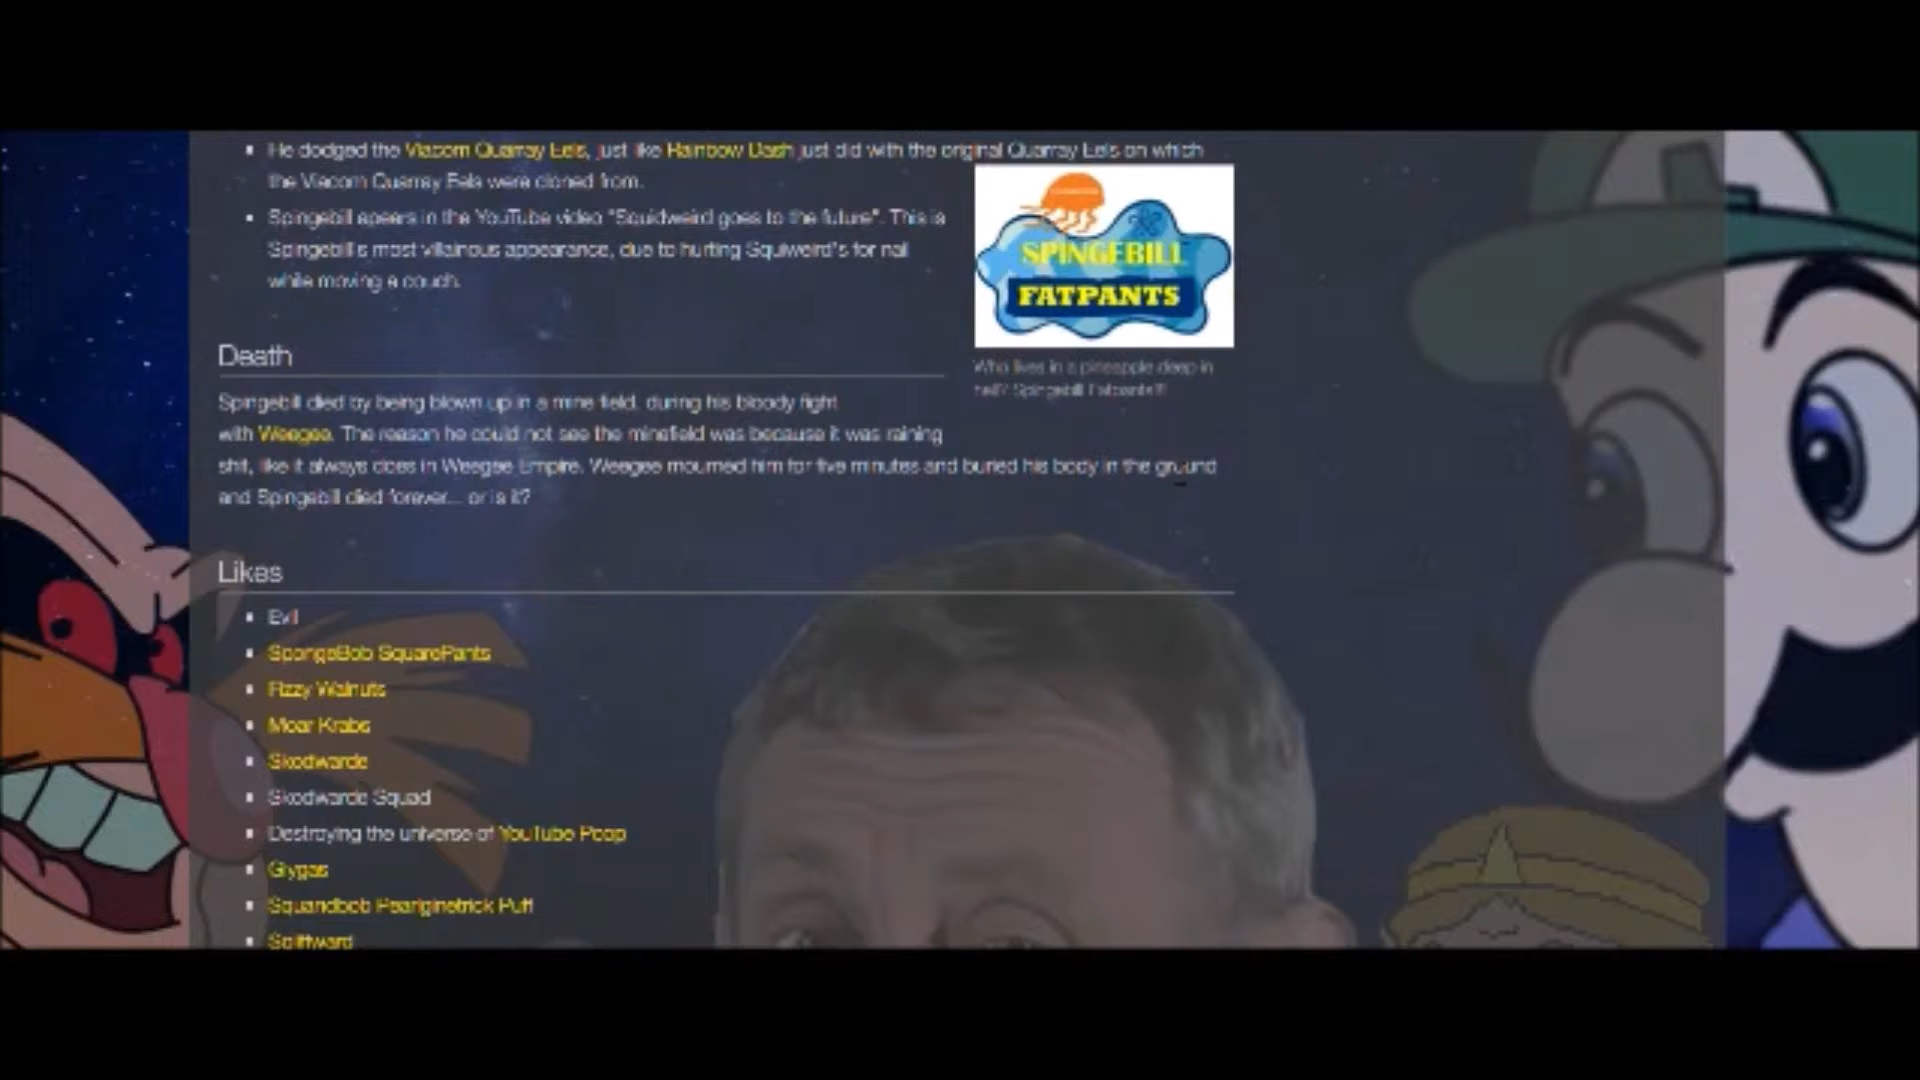 He dodged the Viacom Quarray Eels, just like Rainbow Dash just did with the original Quarray Eels on which
the Viacom Quarray Eels were cloned from.
Spingebill apears in the YouTube video "Squidweird goes to the future". This is
Spingebill's most villainous appearance, due to hurting Squiweird's for nail
while moving a couch.
SPINGEBILL
FATPANTS
Who lives in a pineapple deep in
hell? Spingebill Fatpants!!!
Death
Spingebill died by being blown up in a mine field, during his bloody fight
with Weegee. The reason he could not see the minefield was because it was raining
shit, like it always does in Weegee Empire. Weegee mourned him for five minutes and buried his body in the ground
and Spingebill died forever... or is it?
Likes
Evil
SpongeBob SquarePants
Fizzy Walnuts
Moar Krabs
Skodwarde
Skodwarde Squad
Destroying the universe of YouTube Poop
Glygas
Squandbob Pearlginetrick Puff
Spliffward